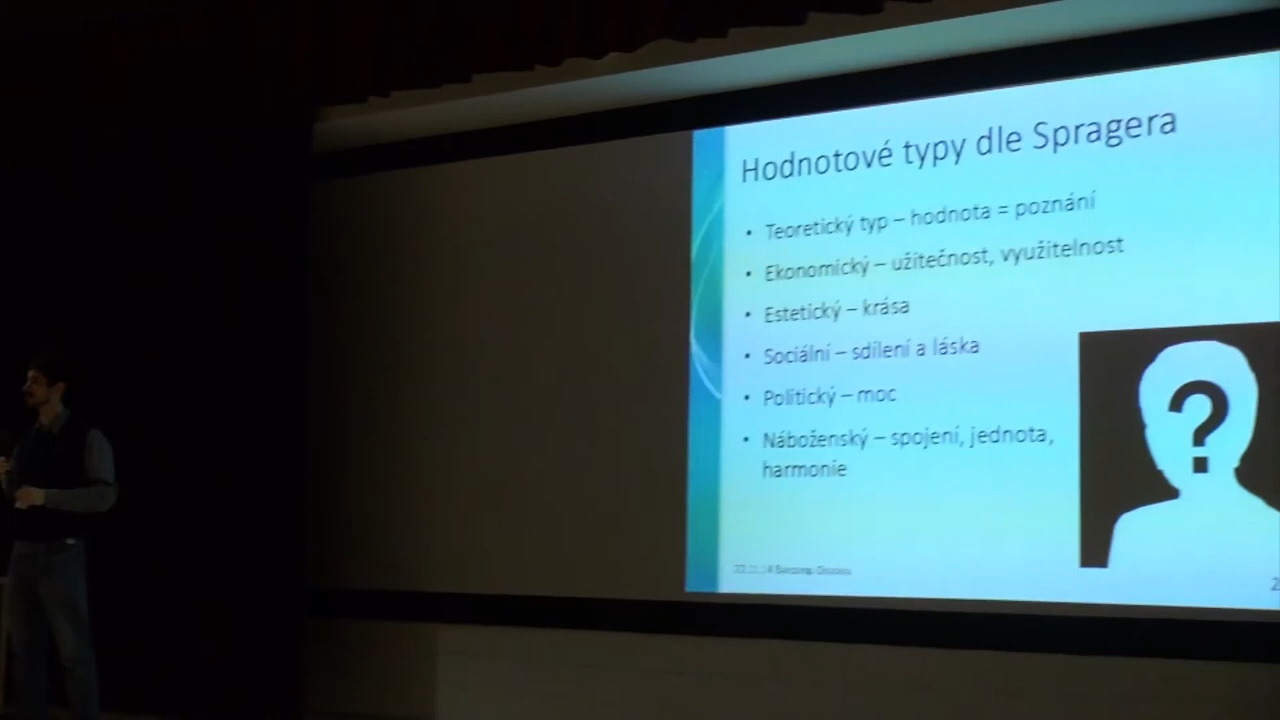 Hodnotové typy dle Spragera
• Teoretický typ – hodnota = poznání
• Ekonomický – užitečnost, využitelnost
• Estetický – krása
• Sociální – sdílení a láska
• Politický – moc
• Náboženský – spojení, jednota,
harmonie
?